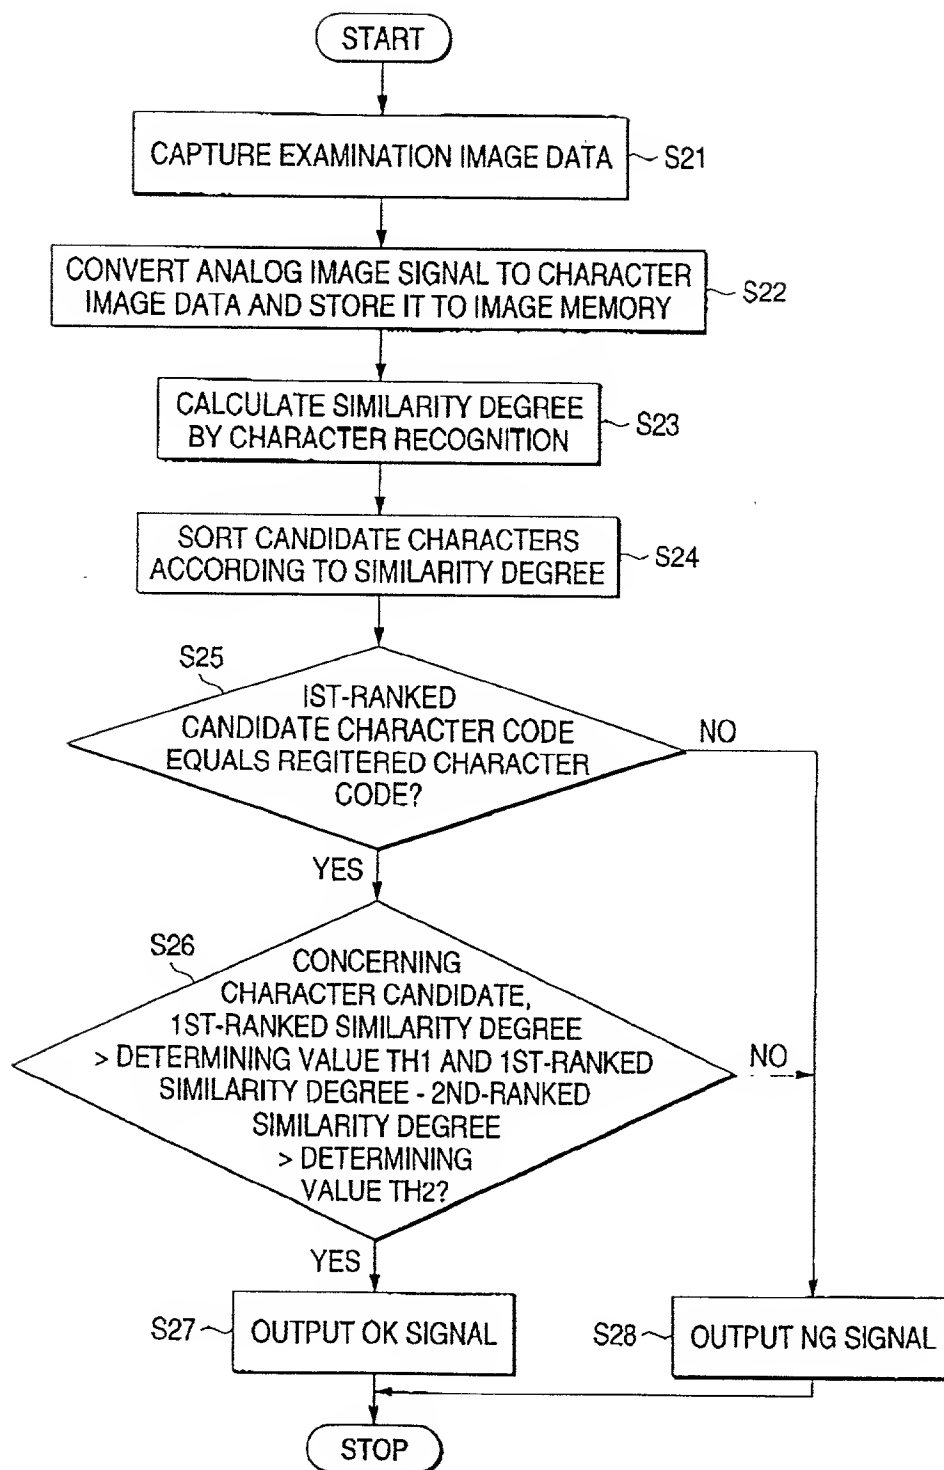 START
CAPTURE EXAMINATION IMAGE DATA
S21
CONVERT ANALOG IMAGE SIGNAL TO CHARACTER
IMAGE DATA AND STORE IT TO IMAGE MEMORY
S22
CALCULATE SIMILARITY DEGREE
BY CHARACTER RECOGNITION
S23
SORT CANDIDATE CHARACTERS
ACCORDING TO SIMILARITY DEGREE
S24
S25
IST-RANKED
CANDIDATE CHARACTER CODE
EQUALS REGITERED CHARACTER
CODE?
NO
YES
S26
CONCERNING
CHARACTER CANDIDATE,
1ST-RANKED SIMILARITY DEGREE
> DETERMINING VALUE TH1 AND 1ST-RANKED
SIMILARITY DEGREE - 2ND-RANKED
SIMILARITY DEGREE
> DETERMINING
VALUE TH2?
NO
YES
S27
OUTPUT OK SIGNAL
S28
OUTPUT NG SIGNAL
STOP